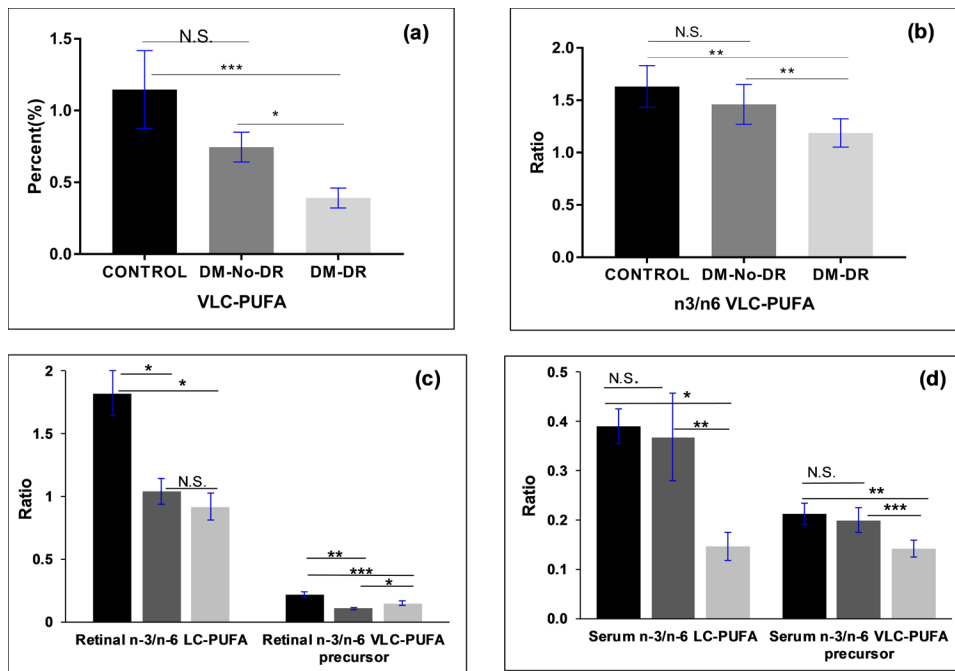 (a)
N.S.
***
*
Percent(%)
1.5
1.0
0.5
0.0
CONTROL DM-No-DR DM-DR
VLC-PUFA
(b)
N.S.
**
**
Ratio
2.0
1.5
1.0
0.5
0.0
CONTROL DM-No-DR DM-DR
n3/n6 VLC-PUFA
(c)
*
*
N.S.
**
***
*
Ratio
2
1.5
1
0.5
0
Retinal n-3/n-6 LC-PUFA Retinal n-3/n-6 VLC-PUFA
precursor
(d)
N.S.
*
**
N.S.
**
***
Ratio
0.5
0.4
0.3
0.2
0.1
0.0
Serum n-3/n-6 LC-PUFA Serum n-3/n-6 VLC-PUFA
precursor